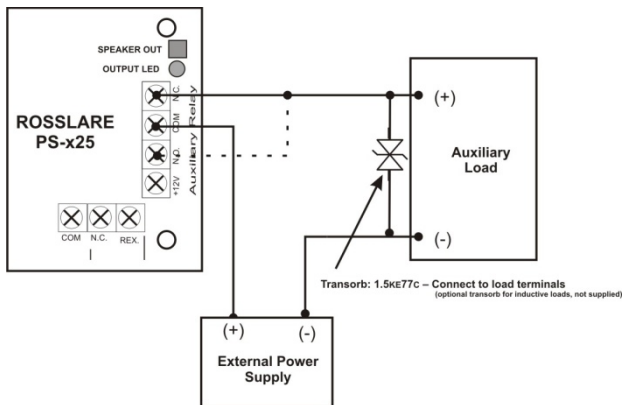 SPEAKER OUT
OUTPUT LED
ROSSLARE
PS-x25
N.C.
COM
N.O.
+12V
Auxiliary Relay
COM
N.C.
REX.
(+)
Auxiliary
Load
(-)
Transorb: 1.5KE77C – Connect to load terminals
(optional transorb for inductive loads, not supplied)
(+)
(-)
External Power
Supply